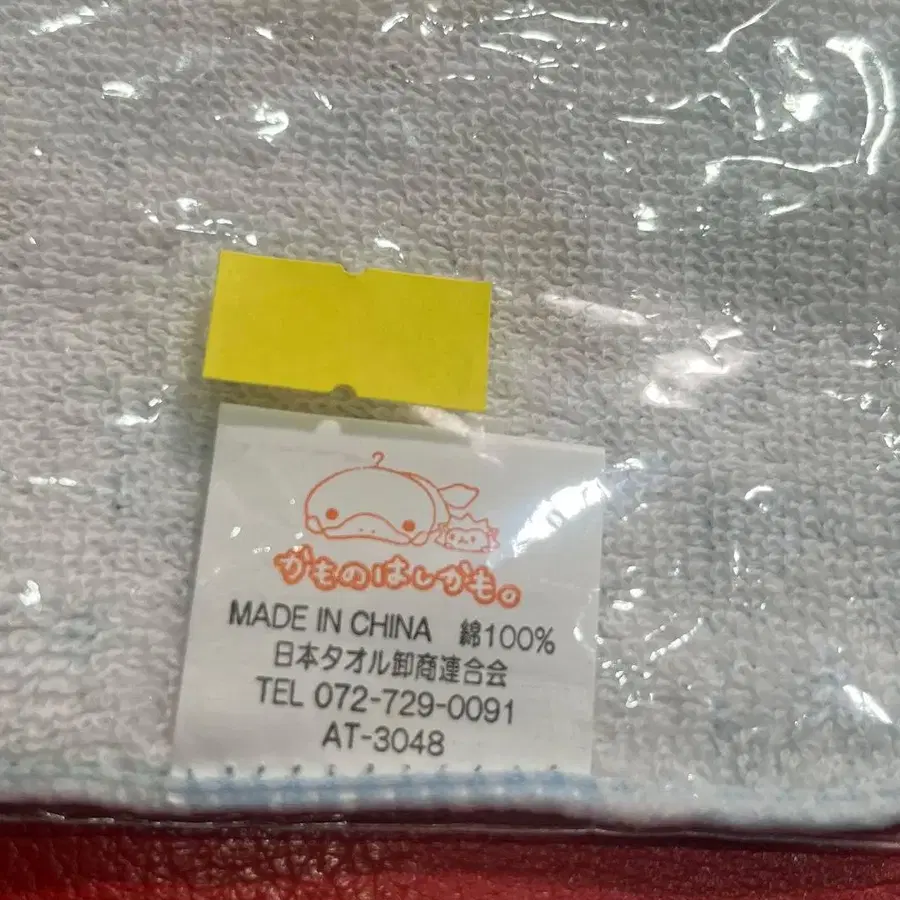 かものはしかも。
MADE IN CHINA 綿100%
日本タオル卸商連合会
TEL 072-729-0091
AT-3048